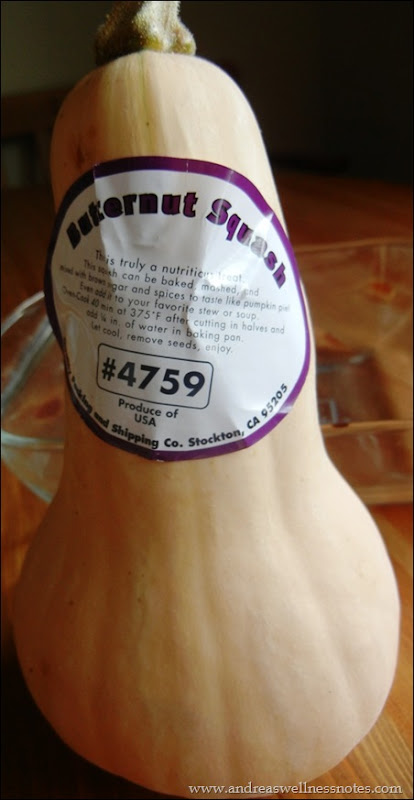 Butternut Squash
This truly a nutritious treat.
This squash can be baked, mashed, and
mixed with brown sugar and spices to taste like pumpkin pie!
Even add it to your favorite stew or soup.
Oven-Cook 40 min at 375°F after cutting in halves and
add ¼ in. of water in baking pan.
Let cool, remove seeds, enjoy.
#4759
Produce of
USA
Packing and Shipping Co. Stockton, CA 95205
www.andreaswellnessnotes.com